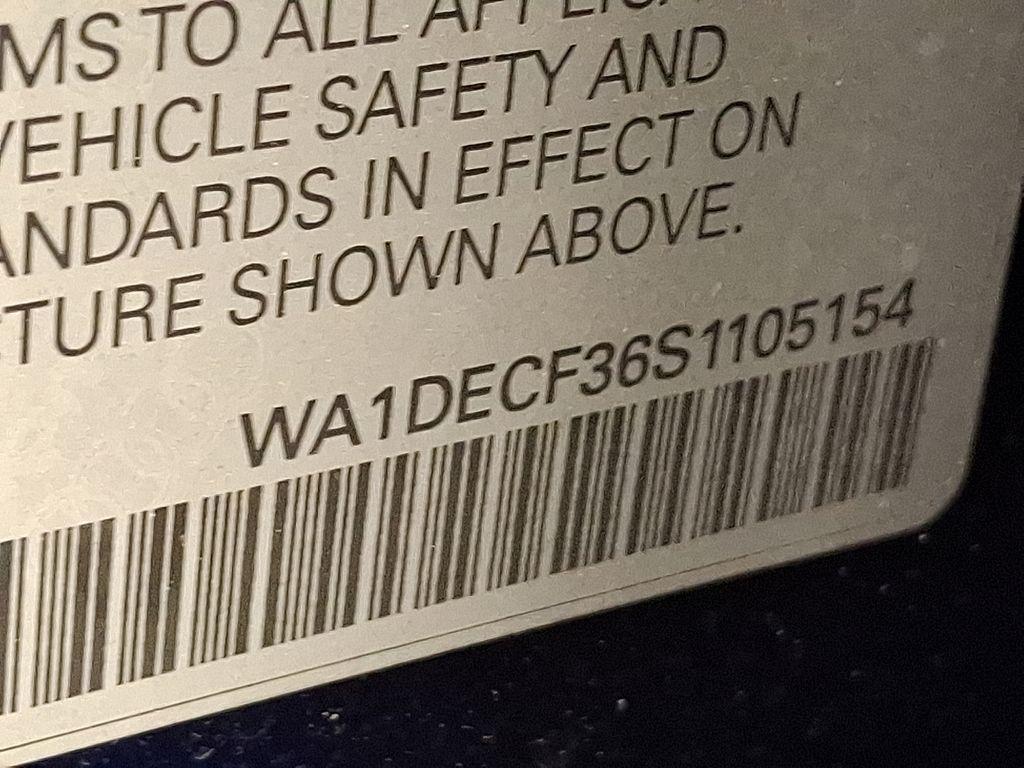 MS TO ALL
VEHICLE SAFETY AND
ANDARDS IN EFFECT ON
TURE SHOWN ABOVE.
WA1DECF36S1105154